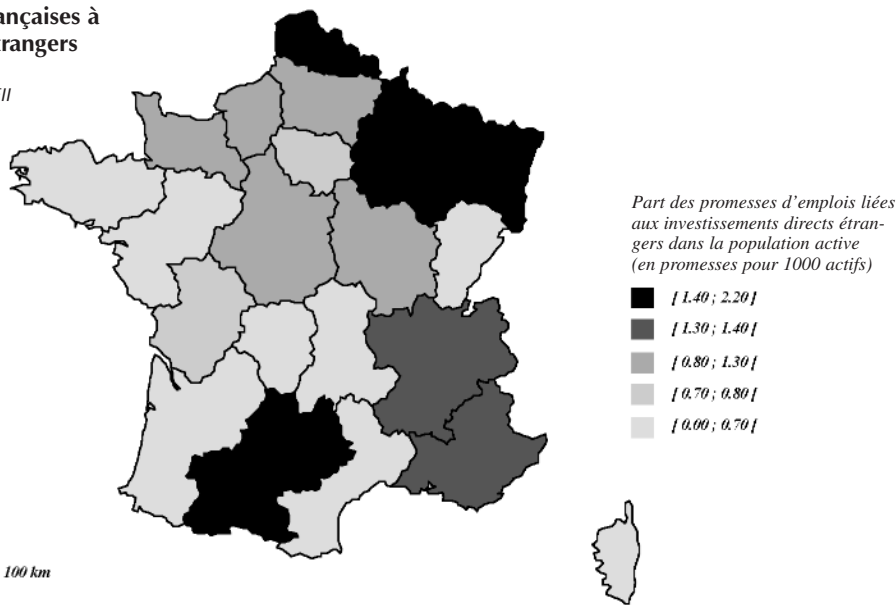 ançaises à
trangers
II
Part des promesses d'emplois liées
aux investissements directs étran-
gers dans la population active
(en promesses pour 1000 actifs)
[ 1.40 ; 2.20 [
[ 1.30 ; 1.40 [
[ 0.80 ; 1.30 [
[ 0.70 ; 0.80 [
[ 0.00 ; 0.70 [
100 km